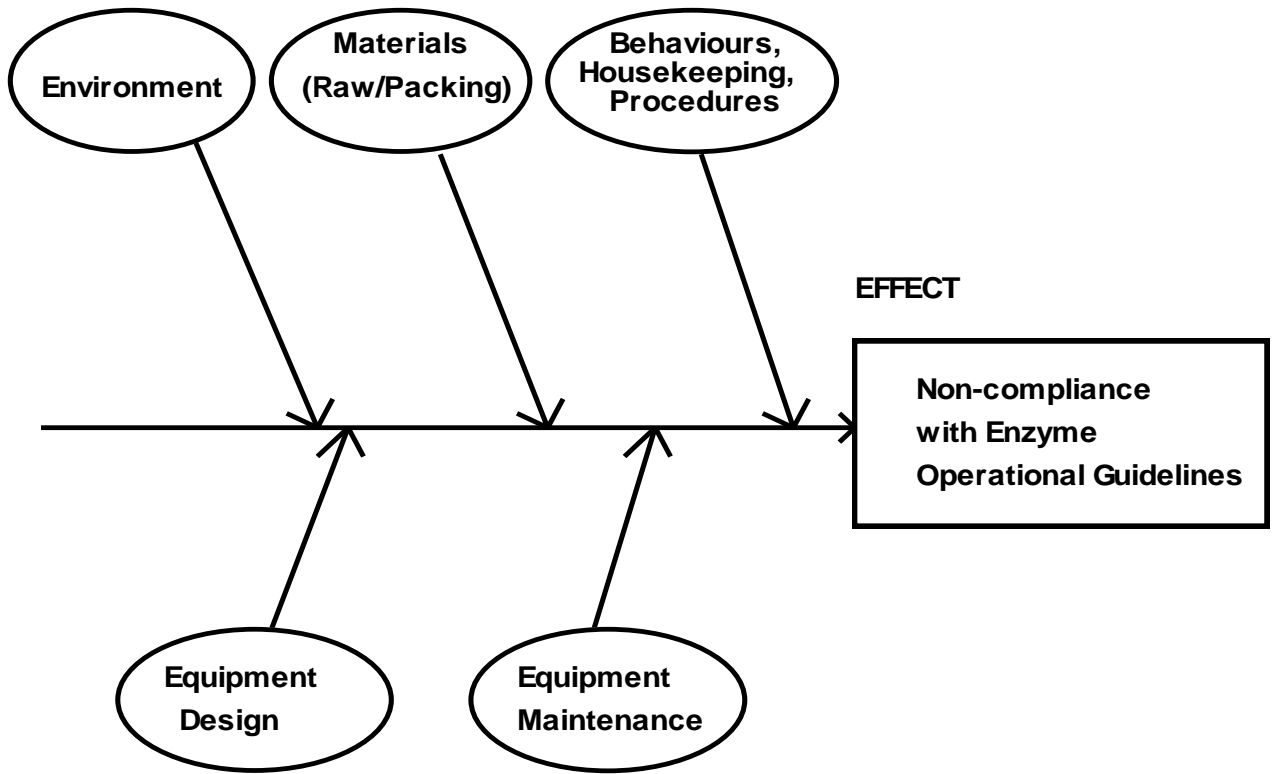 Environment
Materials
(Raw/Packing)
Behaviours,
Housekeeping,
Procedures
EFFECT
Non-compliance
with Enzyme
Operational Guidelines
Equipment
Design
Equipment
Maintenance